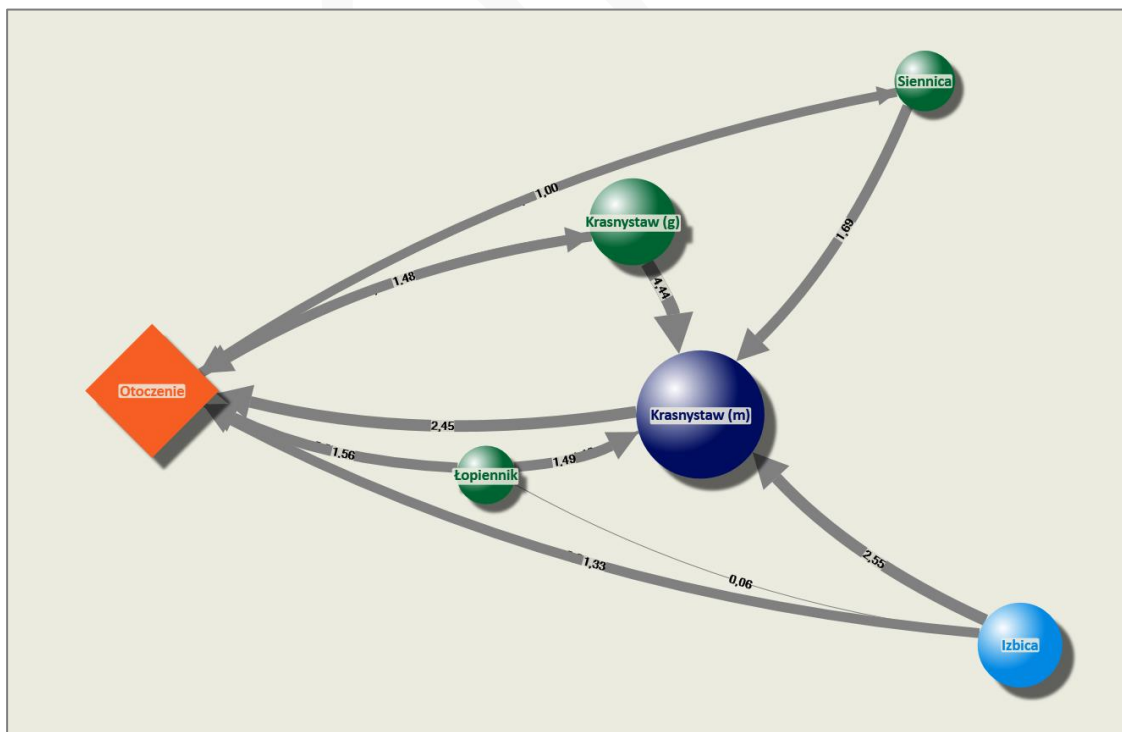 Siennica
1,00
Krasnystaw (g)
1,69
1,48
4,44
Otoczenie
Krasnystaw (m)
2,45
1,56
1,49
Łopiennik
2,55
1,33
0,06
Izbica